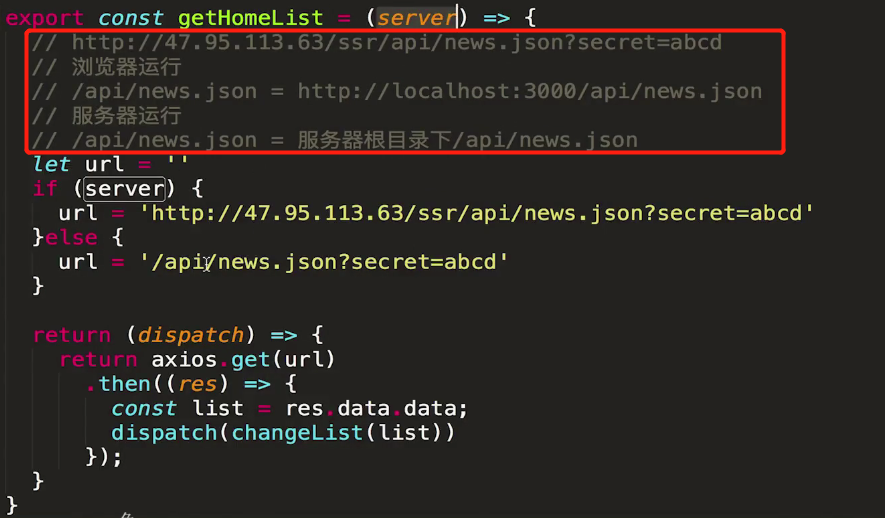 export const getHomeList = (server) => {
// http://47.95.113.63/ssr/api/news.json?secret=abcd
// 浏览器运行
// /api/news.json = http://localhost:3000/api/news.json
// 服务器运行
// /api/news.json = 服务器根目录下/api/news.json
let url = ''
if (server) {
url = 'http://47.95.113.63/ssr/api/news.json?secret=abcd'
}else {
url = '/api/news.json?secret=abcd'
}
return (dispatch) => {
return axios.get(url)
.then((res) => {
const list = res.data.data;
dispatch(changeList(list))
});
}
}